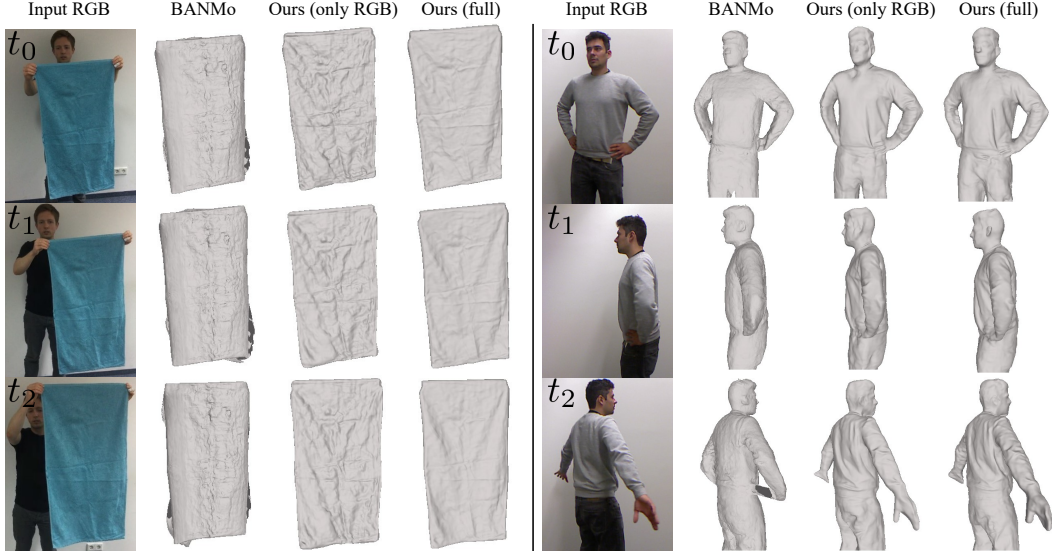 Input RGB BANMo Ours (only RGB) Ours (full) Input RGB BANMo Ours (only RGB) Ours (full)
t0 t0
t1 t1
t2 t2